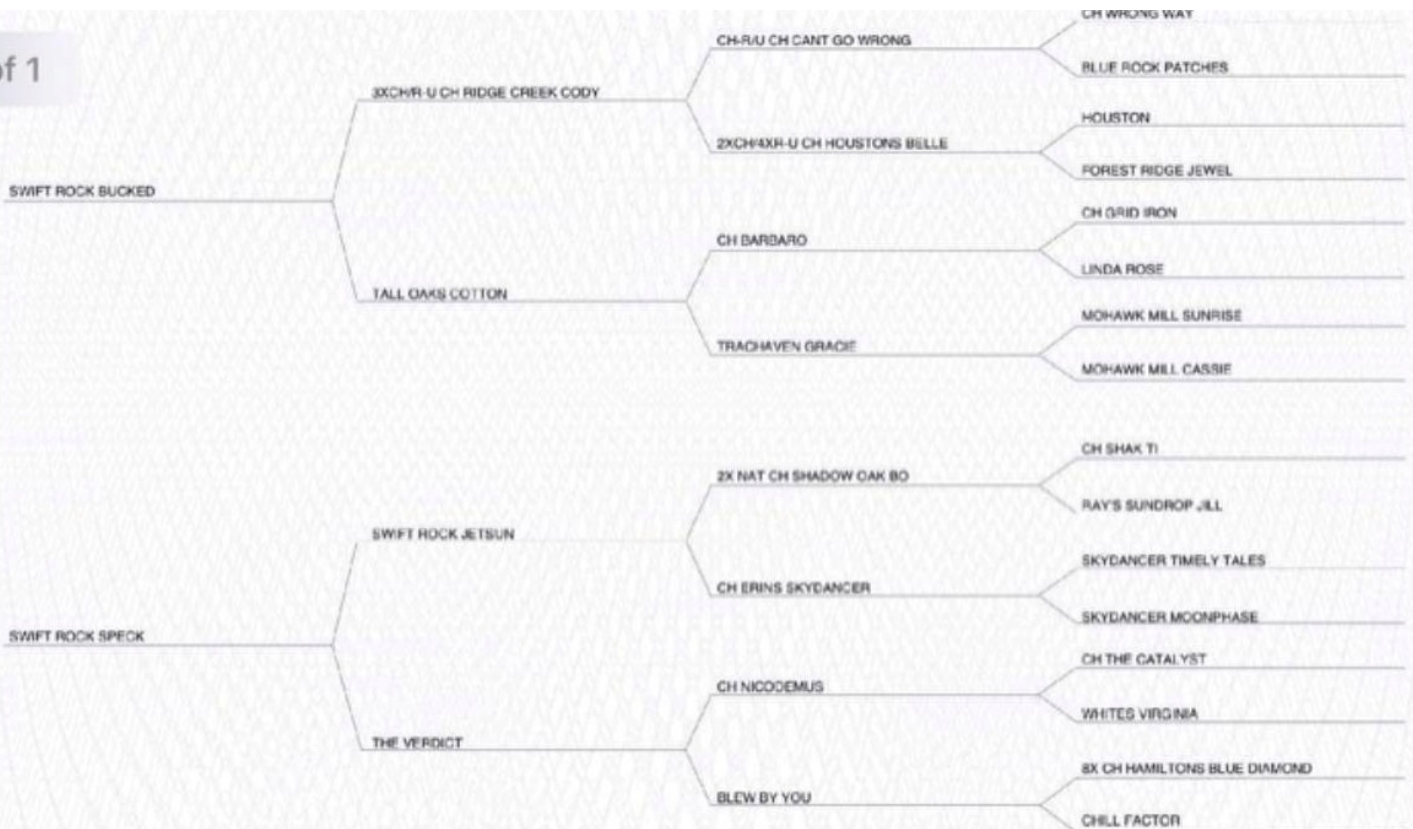 of 1
CH WRONG WAY
CH-R/U CH CANT GO WRONG
BLUE ROCK PATCHES
3XCH/R-U CH RIDGE CREEK CODY
HOUSTON
2XCH/4XR-U CH HOUSTONS BELLE
FOREST RIDGE JEWEL
SWIFT ROCK BUCKED
CH GRID IRON
CH BARBARO
LINDA ROSE
TALL OAKS COTTON
MOHAWK MILL SUNRISE
TRACHAVEN GRACIE
MOHAWK MILL CASSIE
CH SHAK TI
2X NAT CH SHADOW OAK BO
RAY'S SUNDROP JILL
SWIFT ROCK JETSUN
SKYDANCER TIMELY TALES
CH ERINS SKYDANCER
SKYDANCER MOONPHASE
SWIFT ROCK SPECK
CH THE CATALYST
CH NICODEMUS
WHITES VIRGINIA
THE VERDICT
8X CH HAMILTONS BLUE DIAMOND
BLEW BY YOU
CHILL FACTOR